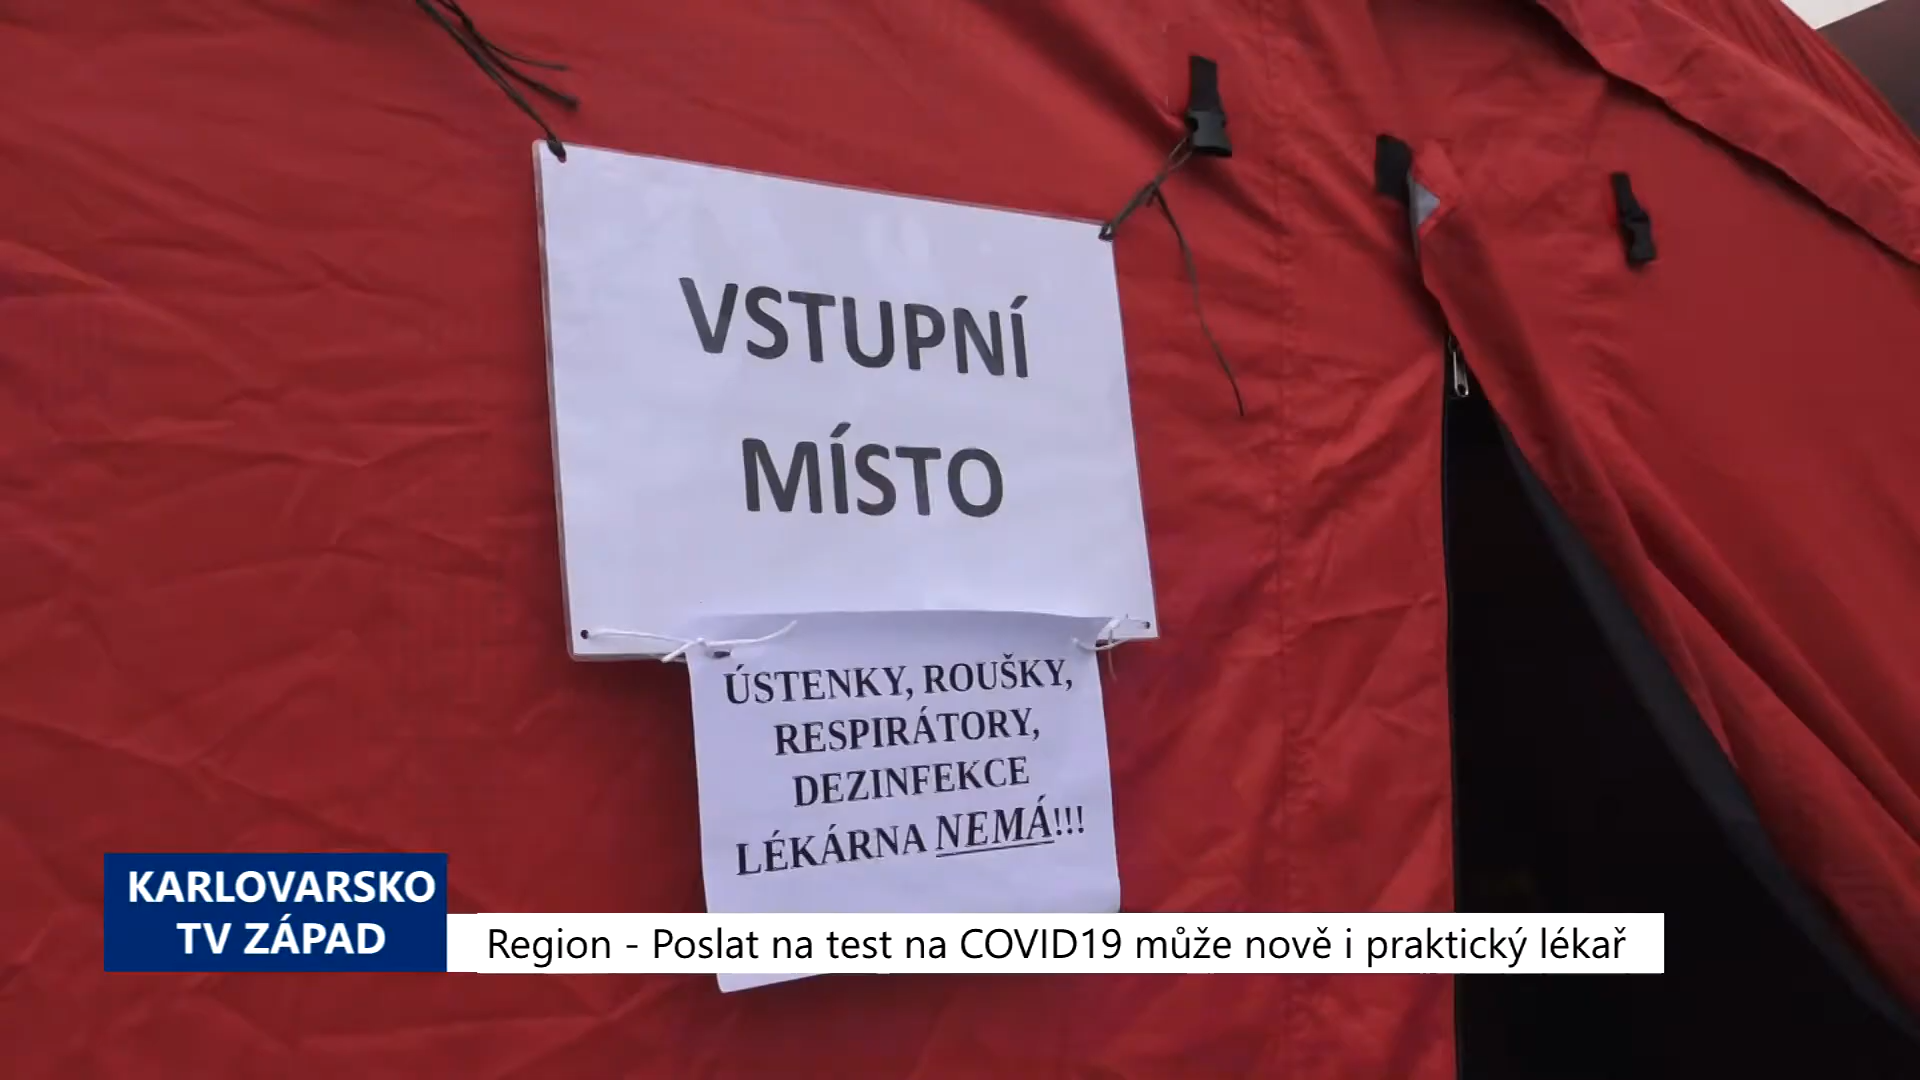 VSTUPNÍ
MÍSTO
ÚSTENKY, ROUŠKY,
RESPIRÁTORY,
DEZINFEKCE
LÉKÁRNA NEMÁ!!!
KARLOVARSKO
TV ZÁPAD
Region - Poslat na test na COVID19 může nově i praktický lékař